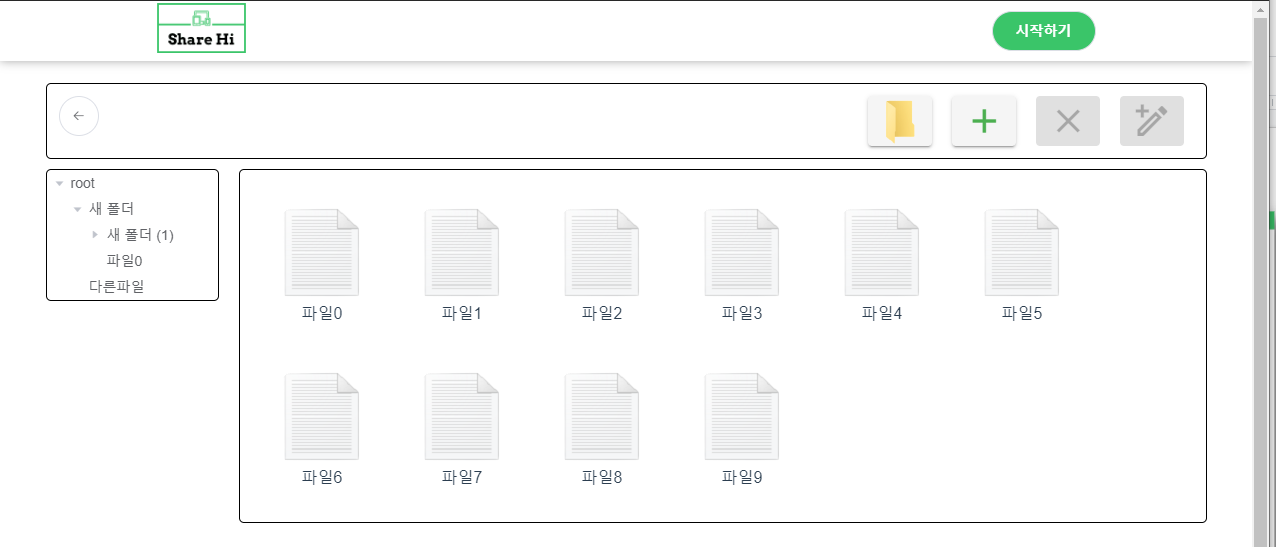 Share Hi
시작하기
root
새 폴더
새 폴더 (1)
파일0
다른파일
파일0 파일1 파일2 파일3 파일4 파일5
파일6 파일7 파일8 파일9